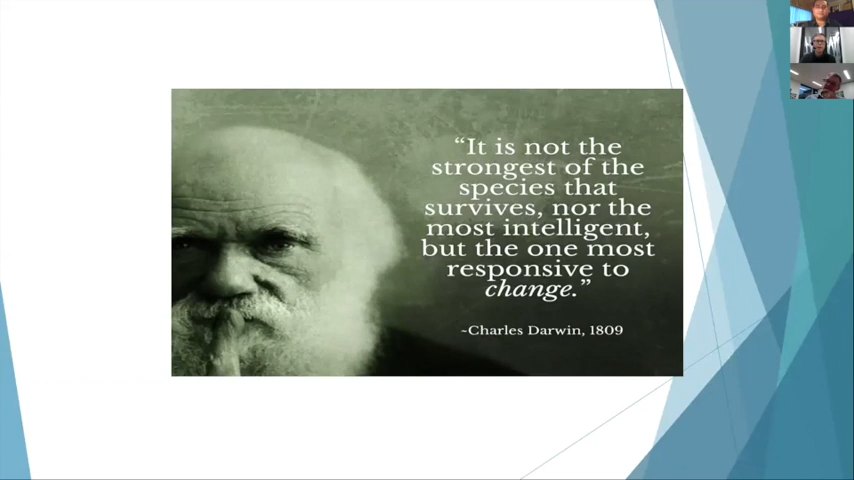 “It is not the
strongest of the
species that
survives, nor the
most intelligent,
but the one most
responsive to
change.”
~Charles Darwin, 1809